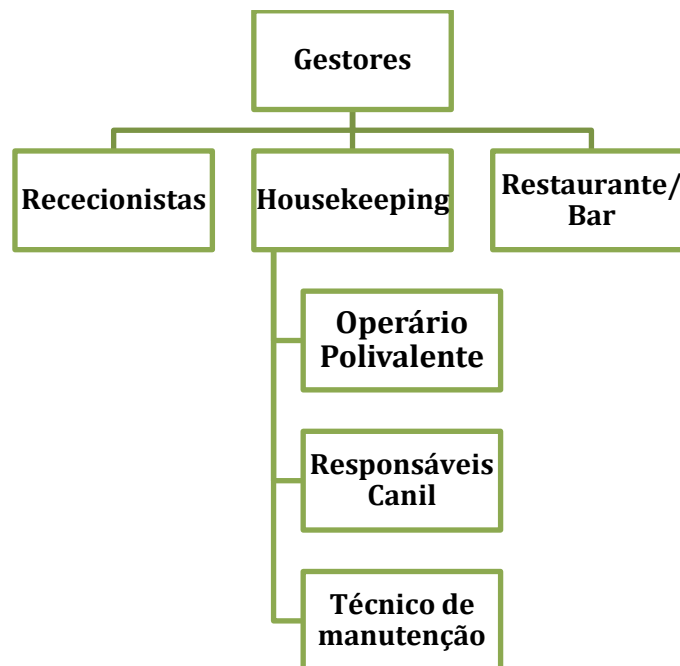 Gestores
Rececionistas
Housekeeping
Restaurante/
Bar
Operário
Polivalente
Responsáveis
Canil
Técnico de
manutenção